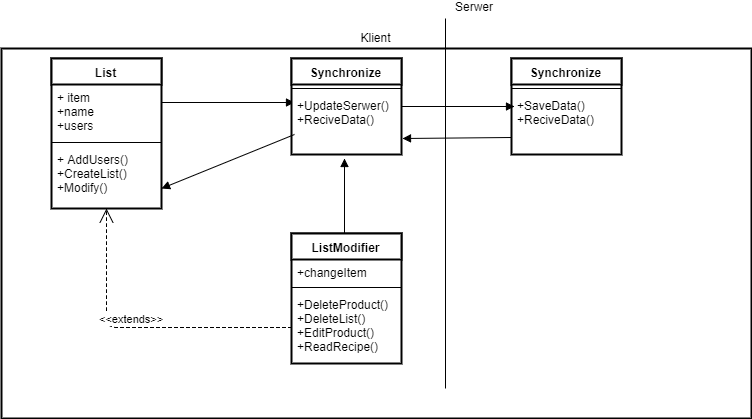 Serwer
Klient
List
+ item
+name
+users
+ AddUsers()
+CreateList()
+Modify()
Synchronize
+UpdateSerwer()
+ReciveData()
Synchronize
+SaveData()
+ReciveData()
ListModifier
+changeItem
+DeleteProduct()
+DeleteList()
+EditProduct()
+ReadRecipe()
<<extends>>